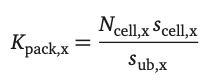 K_pack,x = N_cell,x s_cell,x / s_ub,x